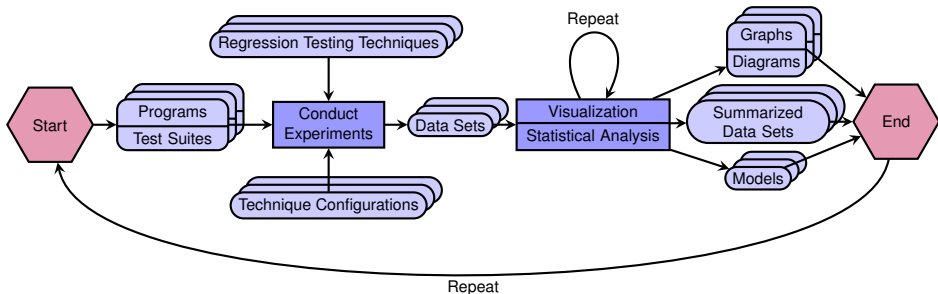 Repeat
Regression Testing Techniques
Graphs
Diagrams
Start
Programs
Test Suites
Conduct
Experiments
Data Sets
Visualization
Statistical Analysis
Summarized
Data Sets
End
Models
Technique Configurations
Repeat